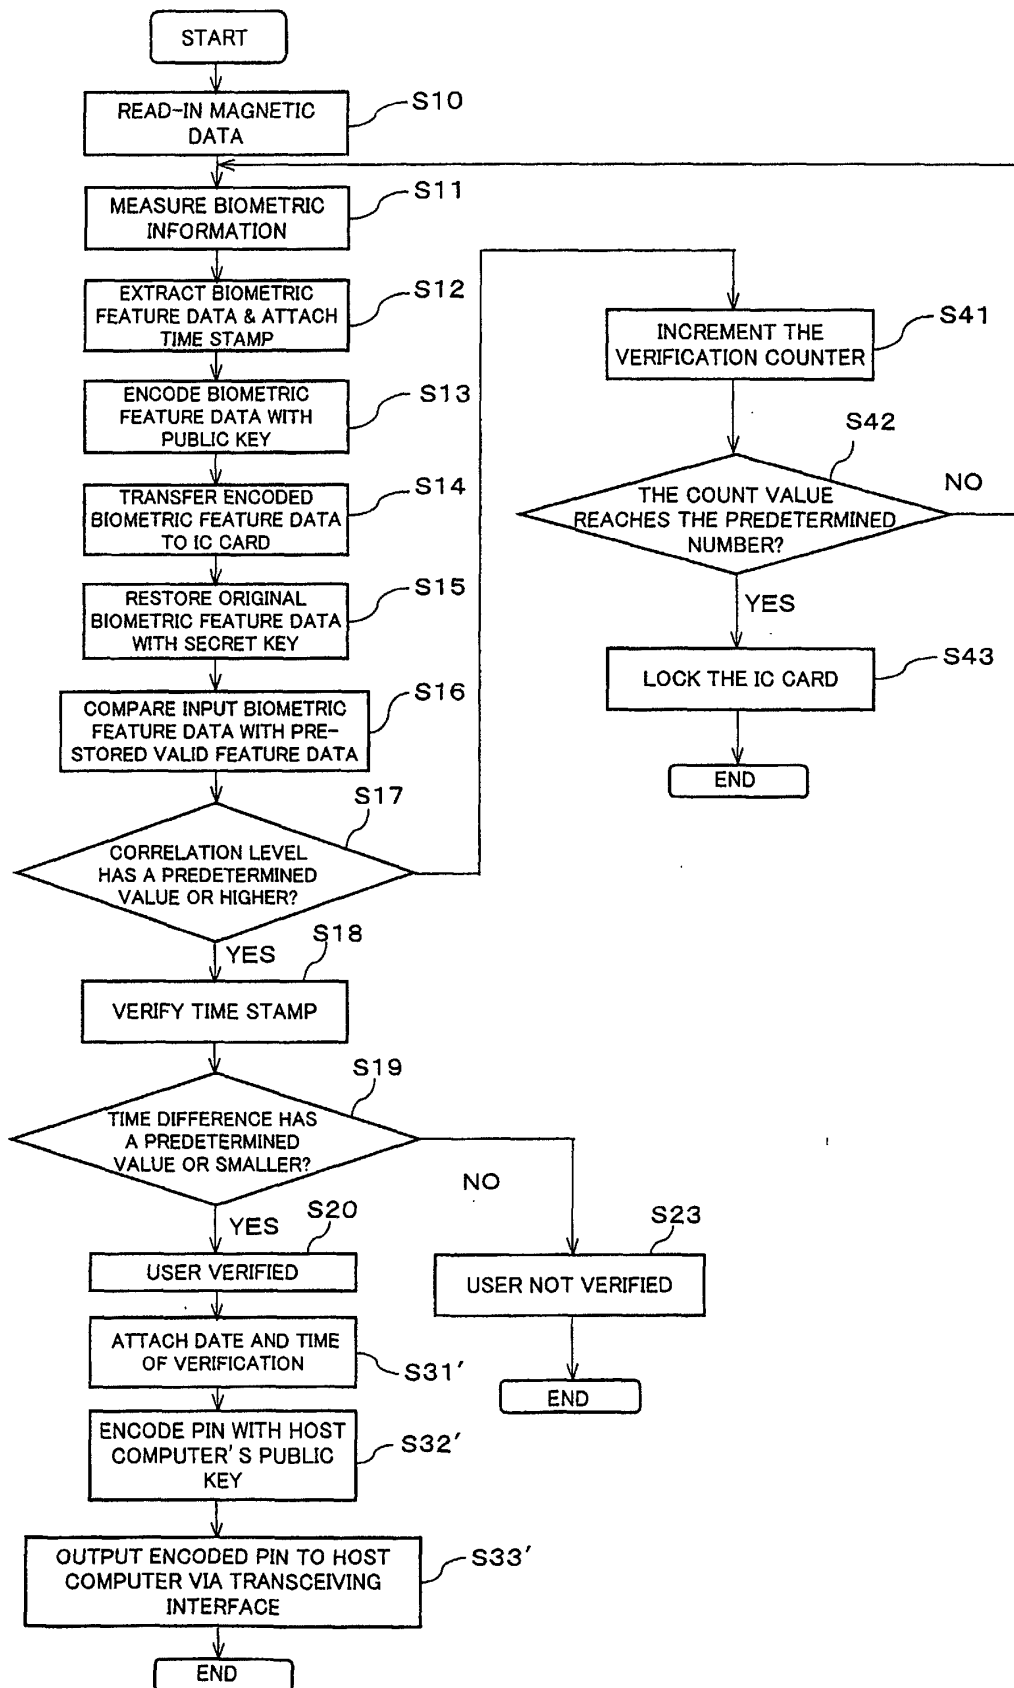 START
READ-IN MAGNETIC
DATA
S10
MEASURE BIOMETRIC
INFORMATION
S11
EXTRACT BIOMETRIC
FEATURE DATA & ATTACH
TIME STAMP
S12
ENCODE BIOMETRIC
FEATURE DATA WITH
PUBLIC KEY
S13
TRANSFER ENCODED
BIOMETRIC FEATURE DATA
TO IC CARD
S14
RESTORE ORIGINAL
BIOMETRIC FEATURE DATA
WITH SECRET KEY
S15
COMPARE INPUT BIOMETRIC
FEATURE DATA WITH PRE-
STORED VALID FEATURE DATA
S16
CORRELATION LEVEL
HAS A PREDETERMINED
VALUE OR HIGHER?
S17
YES
VERIFY TIME STAMP
S18
TIME DIFFERENCE HAS
A PREDETERMINED
VALUE OR SMALLER?
S19
NO
YES
USER VERIFIED
S20
USER NOT VERIFIED
S23
END
ATTACH DATE AND TIME
OF VERIFICATION
S31′
ENCODE PIN WITH HOST
COMPUTER'S PUBLIC
KEY
S32′
OUTPUT ENCODED PIN TO HOST
COMPUTER VIA TRANSCEIVING
INTERFACE
S33′
END
INCREMENT THE
VERIFICATION COUNTER
S41
THE COUNT VALUE
REACHES THE PREDETERMINED
NUMBER?
S42
NO
YES
LOCK THE IC CARD
S43
END